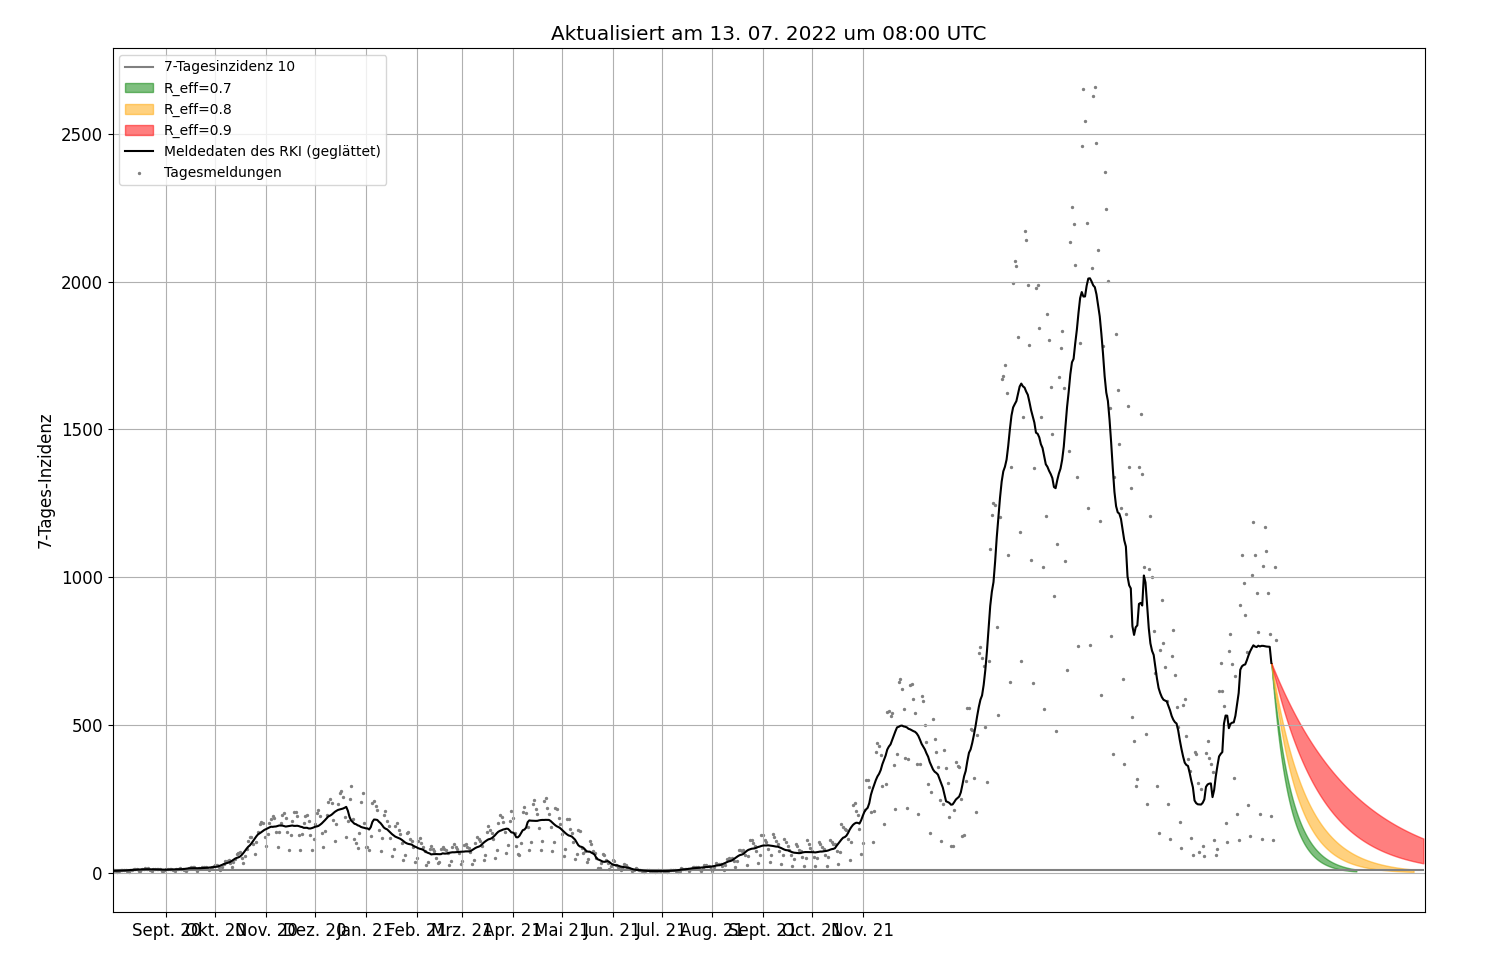 Aktualisiert am 13. 07. 2022 um 08:00 UTC
7-Tagesinzidenz 10
R_eff=0.7
R_eff=0.8
R_eff=0.9
Meldedaten des RKI (geglättet)
Tagesmeldungen
7-Tages-Inzidenz
2500
2000
1500
1000
500
0
Sept. 20 Okt. 20 Nov. 20 Dez. 20 Jan. 21 Feb. 21 Mrz. 21 Apr. 21 Mai 21 Jun. 21 Jul. 21 Aug. 21 Sept. 21 Oct. 21 Nov. 21